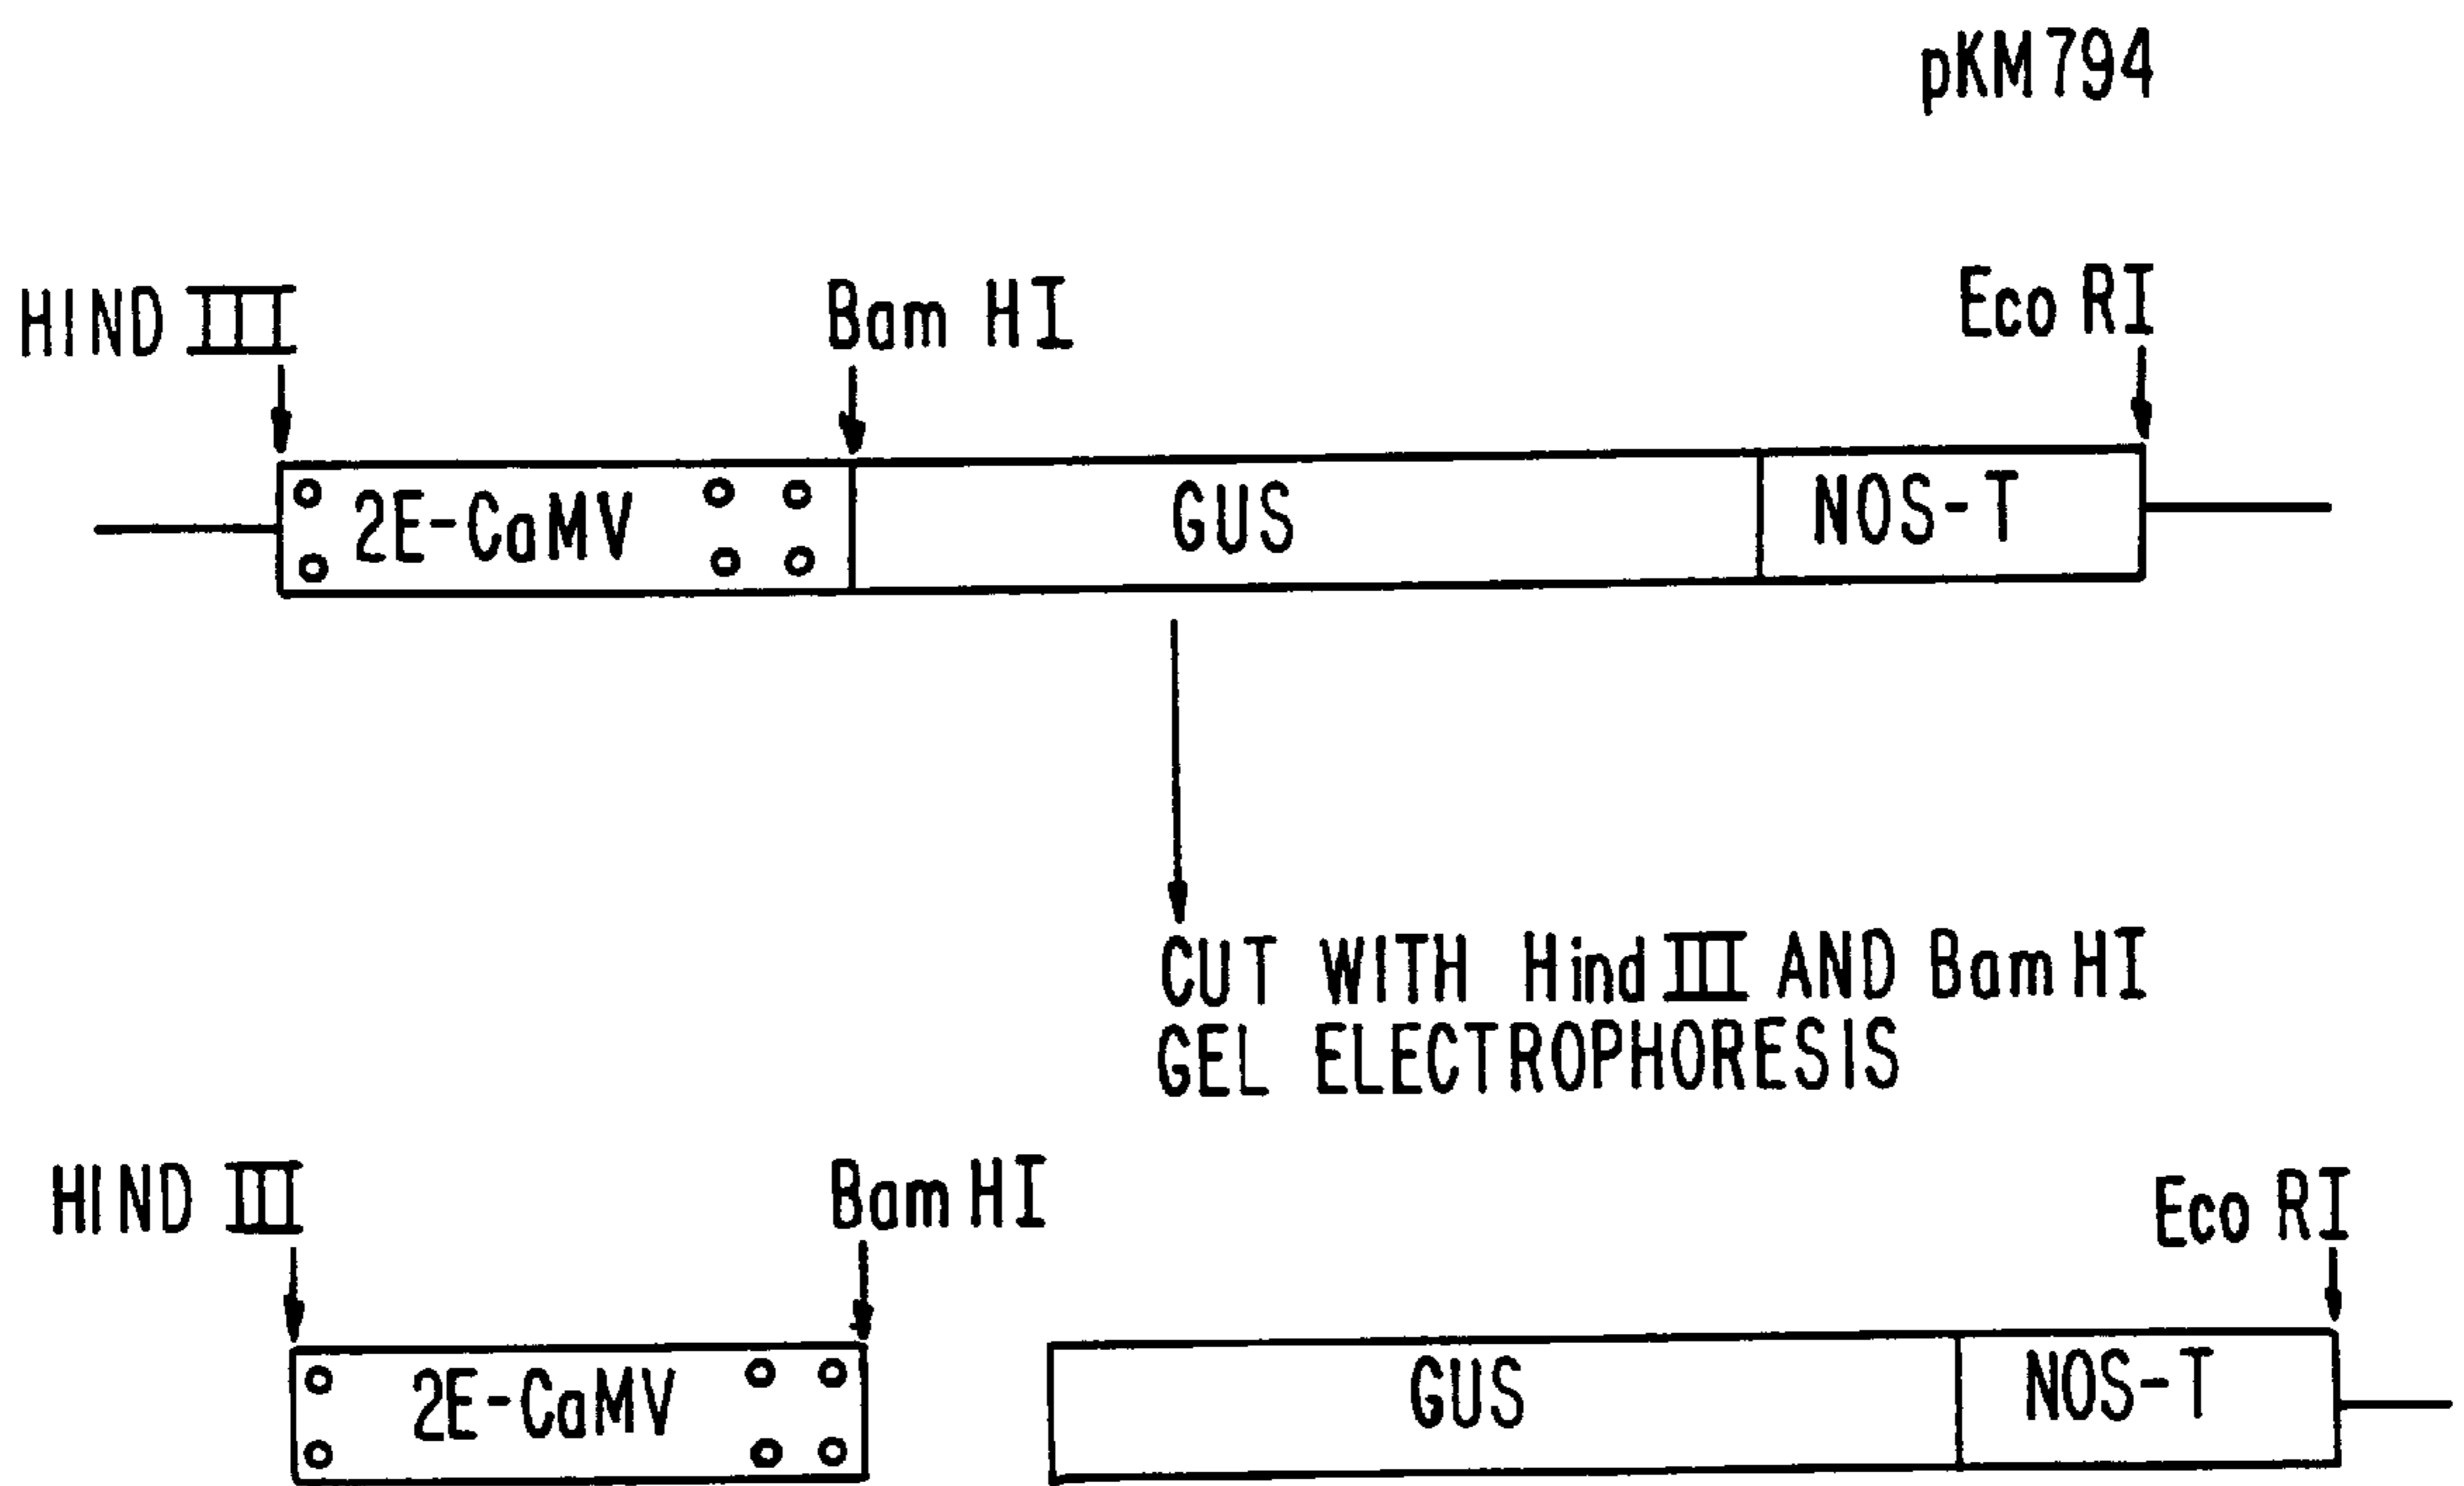 pKM794
HIND III Bam HI Eco RI
2E-CaMV GUS NOS-T
CUT WITH Hind III AND Bam HI
GEL ELECTROPHORESIS
HIND III Bam HI Eco RI
2E-CaMV GUS NOS-T